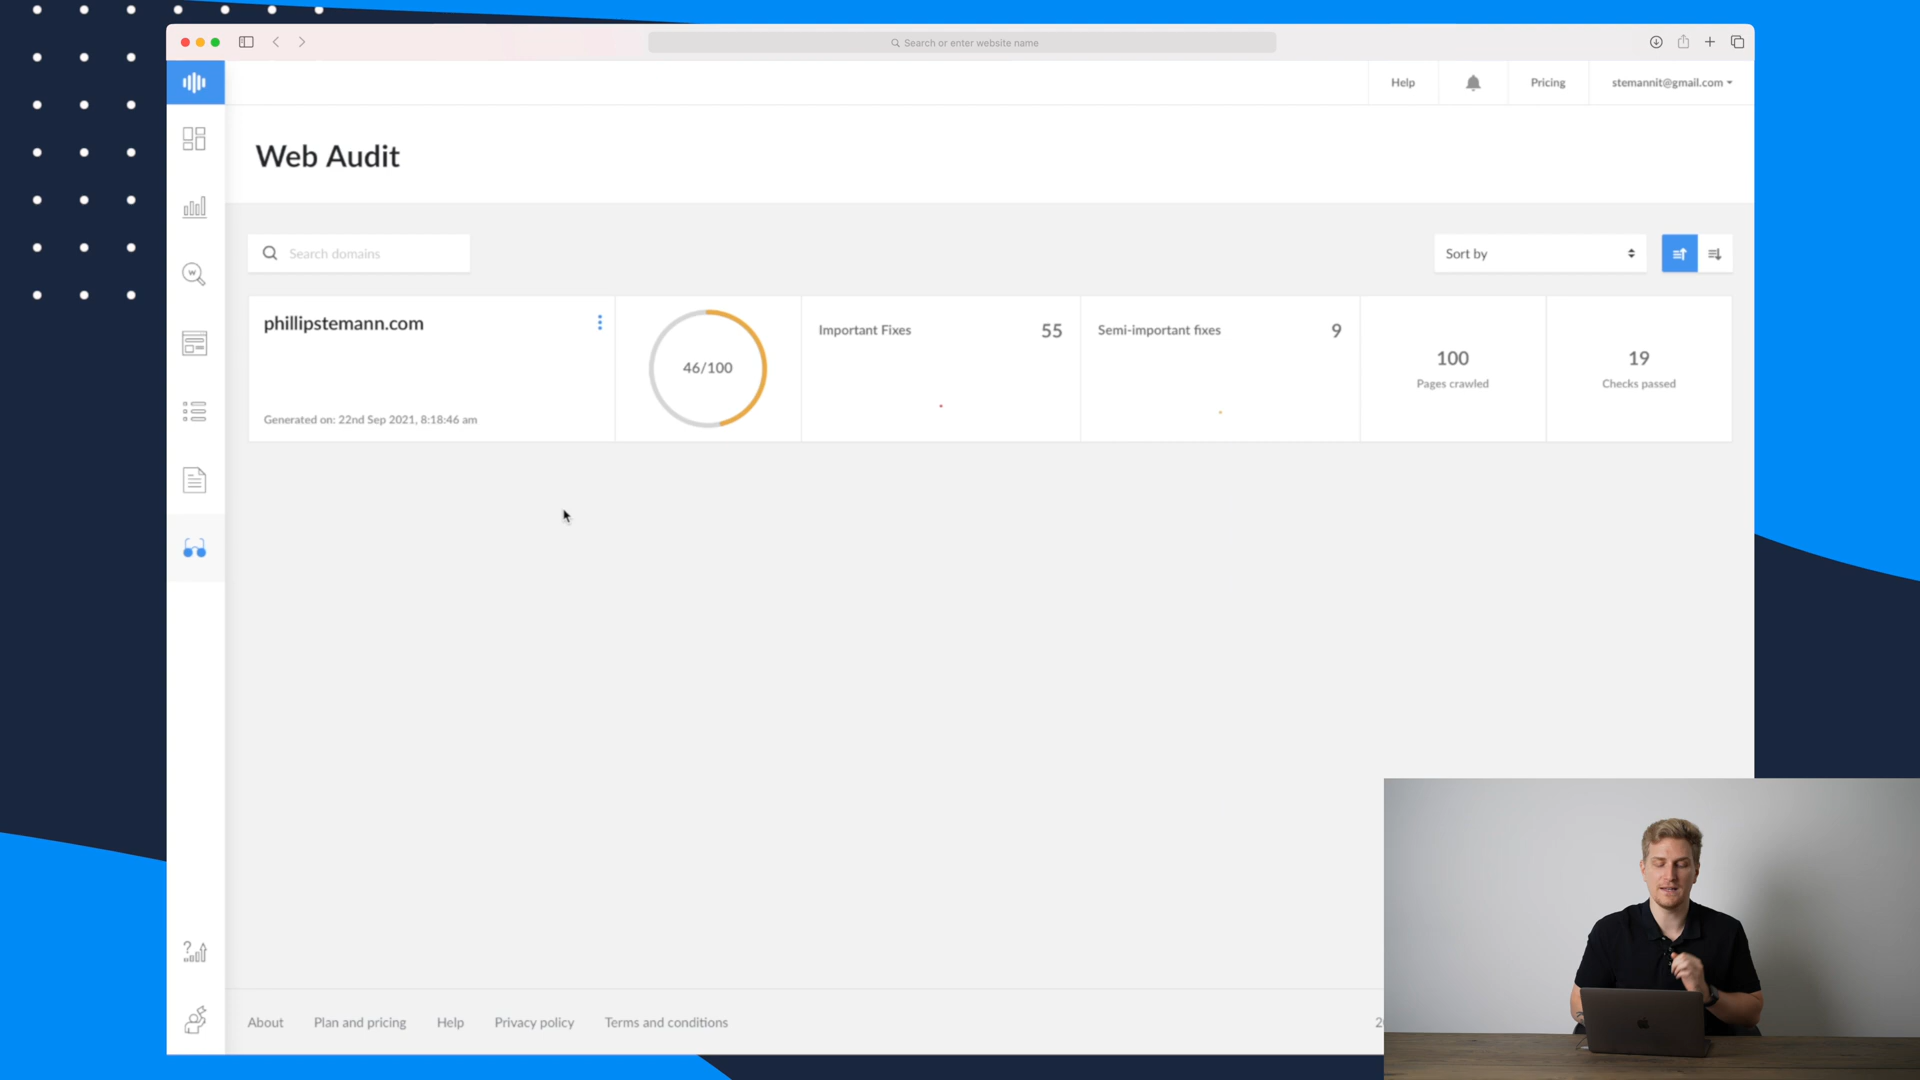 Search or enter website name
Help
Pricing
stemannit@gmail.com
Web Audit
Search domains
Sort by
phillipstemann.com
Generated on: 22nd Sep 2021, 8:18:46 am
46/100
Important Fixes 55
Semi-important fixes 9
100
Pages crawled
19
Checks passed
About Plan and pricing Help Privacy policy Terms and conditions